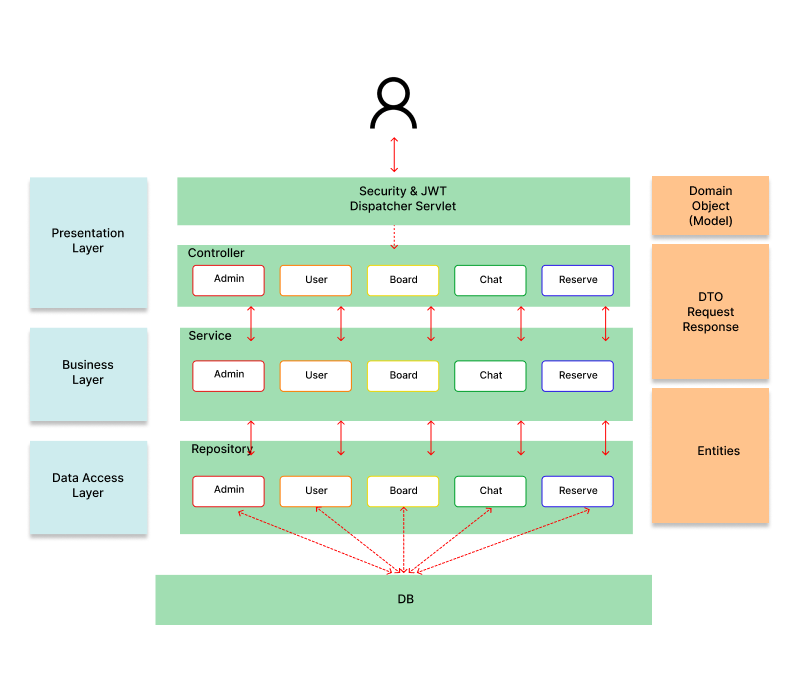 Security & JWT
Dispatcher Servlet
Presentation
Layer
Domain
Object
(Model)
Controller
Admin
User
Board
Chat
Reserve
DTO
Request
Response
Service
Business
Layer
Admin
User
Board
Chat
Reserve
Repository
Data Access
Layer
Admin
User
Board
Chat
Reserve
Entities
DB